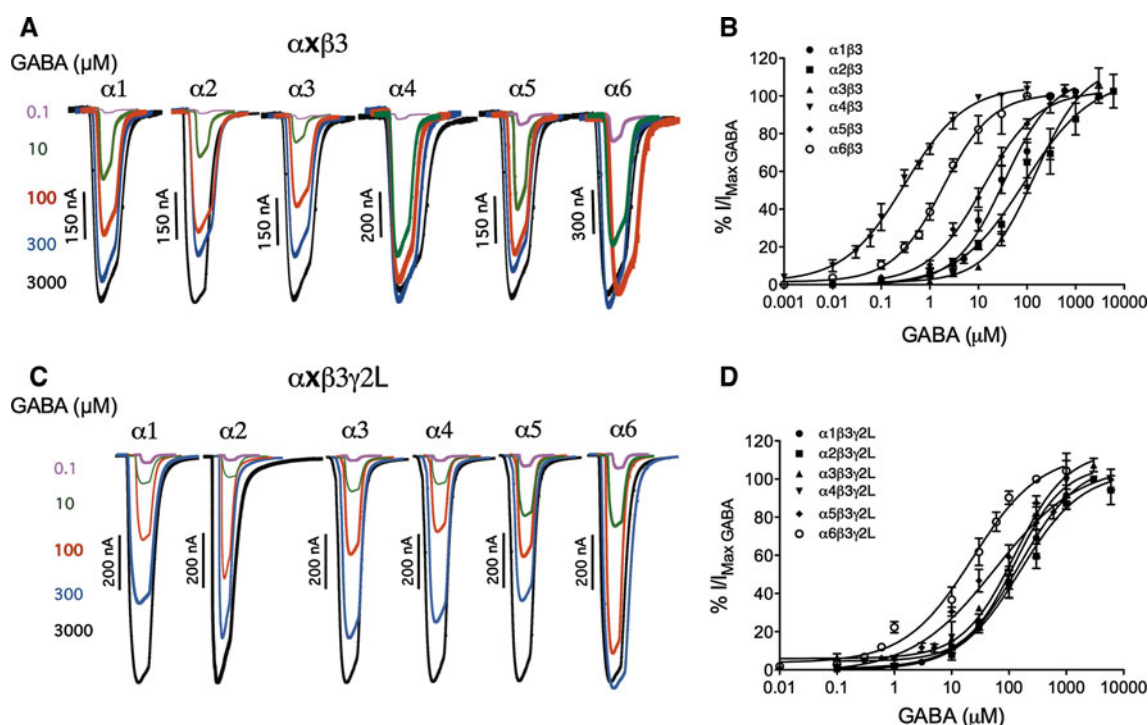 A
αxβ3
GABA (µM)
α1 α2 α3 α4 α5 α6
0.1
10
100
300
3000
150 nA
150 nA
150 nA
200 nA
150 nA
300 nA
B
α1β3
α2β3
α3β3
α4β3
α5β3
α6β3
% I/IMax GABA
120
100
80
60
40
20
0
0.001 0.01 0.1 1 10 100 1000 10000
GABA (µM)
C
αxβ3γ2L
GABA (µM)
α1 α2 α3 α4 α5 α6
0.1
10
100
300
3000
200 nA
200 nA
200 nA
200 nA
200 nA
200 nA
D
α1β3γ2L
α2β3γ2L
α3β3γ2L
α4β3γ2L
α5β3γ2L
α6β3γ2L
% I/IMax GABA
120
100
80
60
40
20
0
0.01 0.1 1 10 100 1000 10000
GABA (µM)